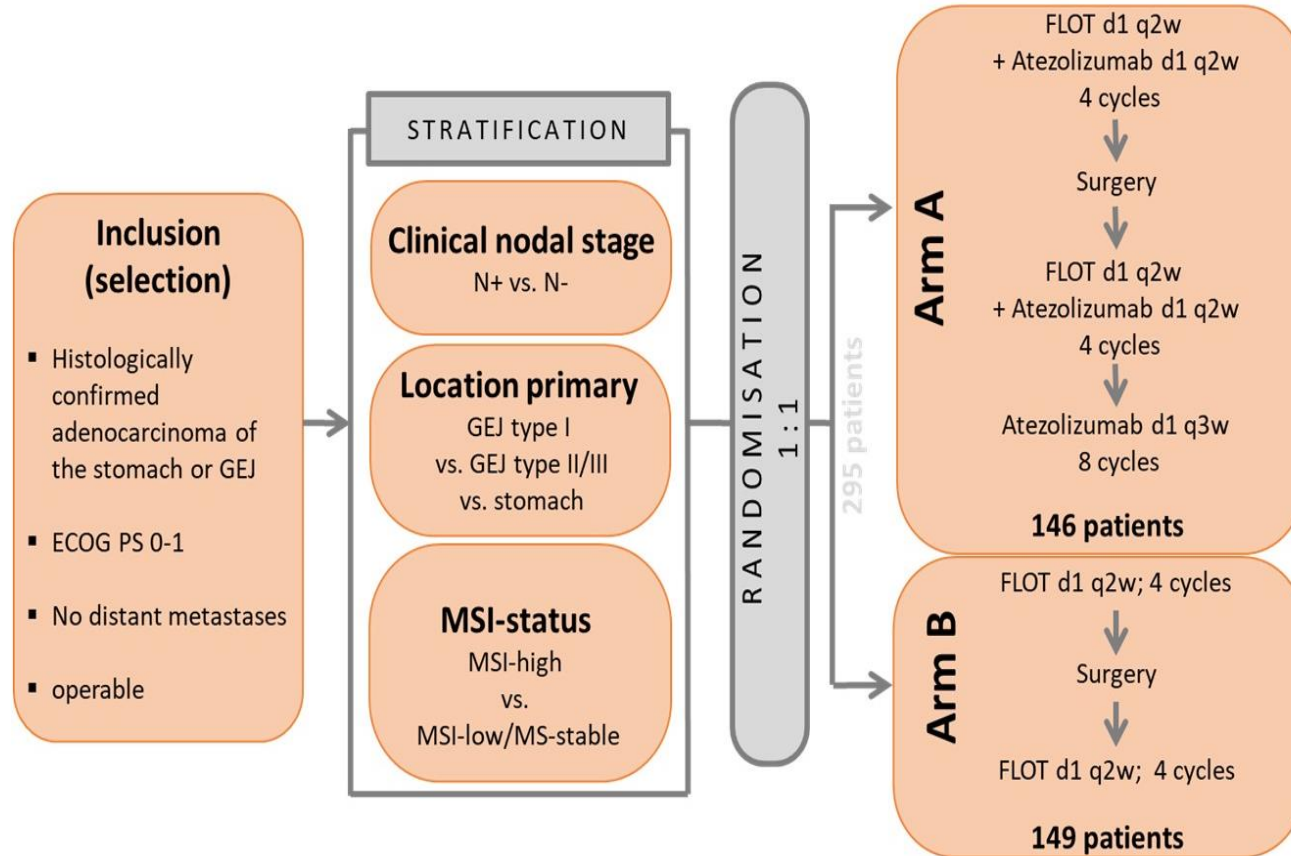 Inclusion
(selection)
▪ Histologically
confirmed
adenocarcinoma of
the stomach or GEJ
▪ ECOG PS 0-1
▪ No distant metastases
▪ operable
STRATIFICATION
Clinical nodal stage
N+ vs. N-
Location primary
GEJ type I
vs. GEJ type II/III
vs. stomach
MSI-status
MSI-high
vs.
MSI-low/MS-stable
RANDOMISATION
1:1
295 patients
Arm A
FLOT d1 q2w
+ Atezolizumab d1 q2w
4 cycles
Surgery
FLOT d1 q2w
+ Atezolizumab d1 q2w
4 cycles
Atezolizumab d1 q3w
8 cycles
146 patients
Arm B
FLOT d1 q2w; 4 cycles
Surgery
FLOT d1 q2w; 4 cycles
149 patients